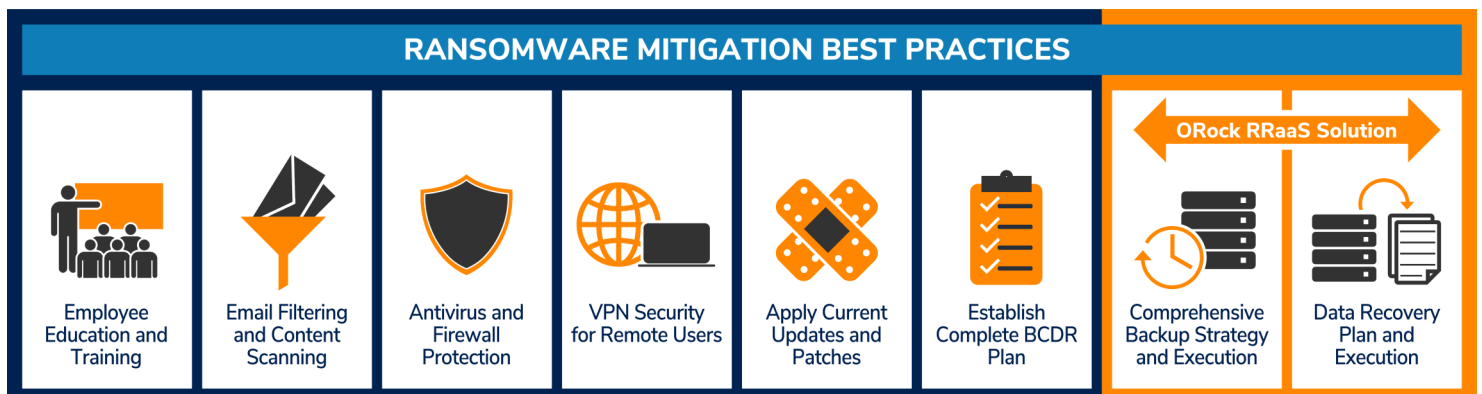 RANSOMWARE MITIGATION BEST PRACTICES
ORock RRaaS Solution
Employee
Education and
Training
Email Filtering
and Content
Scanning
Antivirus and
Firewall
Protection
VPN Security
for Remote Users
Apply Current
Updates and
Patches
Establish
Complete BCDR
Plan
Comprehensive
Backup Strategy
and Execution
Data Recovery
Plan and
Execution